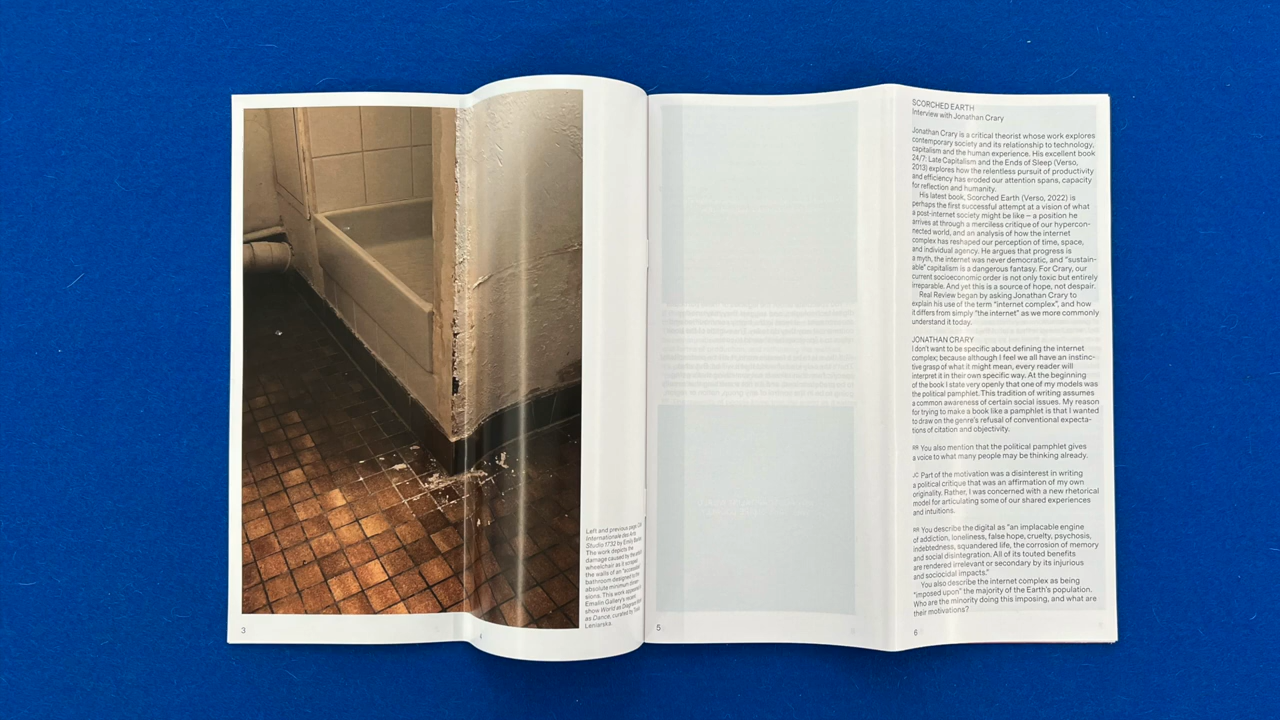 Left and previous page: Cité
Internationale des Arts
Studio 1732 by Emily Barker.
The work depicts the
damage caused by the artist's
wheelchair as it scraped
the walls of an "accessible"
bathroom designed to the
absolute minimum dimen-
sions. This work appeared
Emalin Gallery's recent
show World as Diagram, Work
as Dance, curated by
Leniarska.
3
4
5
SCORCHED EARTH
Interview with Jonathan Crary
Jonathan Crary is a critical theorist whose work explores
contemporary society and its relationship to technology,
capitalism and the human experience. His excellent book
24/7: Late Capitalism and the Ends of Sleep (Verso,
2013) explores how the relentless pursuit of productivity
and efficiency has eroded our attention spans, capacity
for reflection and humanity.
His latest book, Scorched Earth (Verso, 2022) is
perhaps the first successful attempt at a vision of what
a post-internet society might be like – a position he
arrives at through a merciless critique of our hypercon-
nected world, and an analysis of how the internet
complex has reshaped our perception of time, space,
and individual agency. He argues that progress is
a myth, the internet was never democratic, and "sustain-
able" capitalism is a dangerous fantasy. For Crary, our
current socioeconomic order is not only toxic but entirely
irreparable. And yet this is a source of hope, not despair.
Real Review began by asking Jonathan Crary to
explain his use of the term "internet complex", and how
it differs from simply "the internet" as we more commonly
understand it today.
JONATHAN CRARY
I don't want to be specific about defining the internet
complex; because although I feel we all have an instinc-
tive grasp of what it might mean, every reader will
interpret it in their own specific way. At the beginning
of the book I state very openly that one of my models was
the political pamphlet. This tradition of writing assumes
a common awareness of certain social issues. My reason
for trying to make a book like a pamphlet is that I wanted
to draw on the genre's refusal of conventional expecta-
tions of citation and objectivity.
RR You also mention that the political pamphlet gives
a voice to what many people may be thinking already.
JC Part of the motivation was a disinterest in writing
a political critique that was an affirmation of my own
originality. Rather, I was concerned with a new rhetorical
model for articulating some of our shared experiences
and intuitions.
RR You describe the digital as "an implacable engine
of addiction, loneliness, false hope, cruelty, psychosis,
indebtedness, squandered life, the corrosion of memory
and social disintegration. All of its touted benefits
are rendered irrelevant or secondary by its injurious
and sociocidal impacts."
You also describe the internet complex as being
"imposed upon" the majority of the Earth's population.
Who are the minority doing this imposing, and what are
their motivations?
6